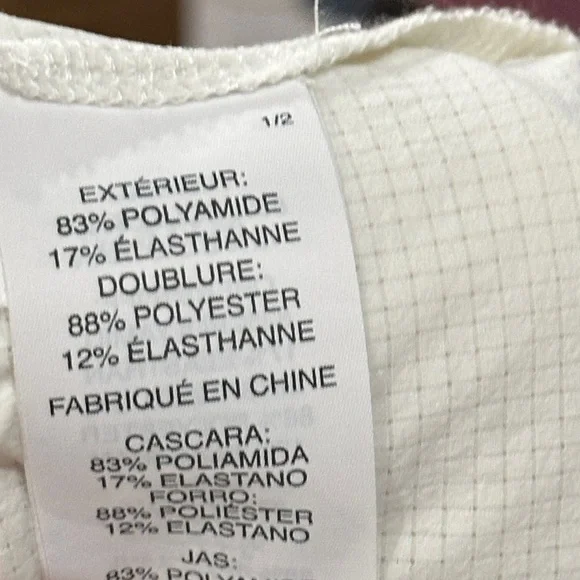 1/2
EXTÉRIEUR:
83% POLYAMIDE
17% ÉLASTHANNE
DOUBLURE:
88% POLYESTER
12% ÉLASTHANNE
FABRIQUÉ EN CHINE
CASCARA:
83% POLIAMIDA
17% ELASTANO
FORRO:
88% POLIÉSTER
12% ELASTANO
JAS:
83%